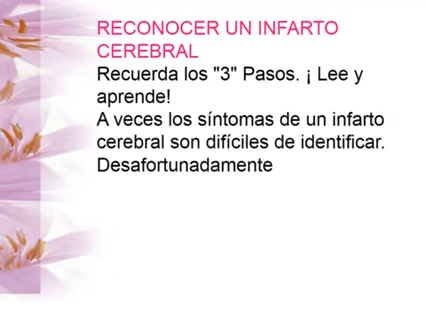 RECONOCER UN INFARTO
CEREBRAL
Recuerda los "3" Pasos. ¡ Lee y
aprende!
A veces los síntomas de un infarto
cerebral son difíciles de identificar.
Desafortunadamente